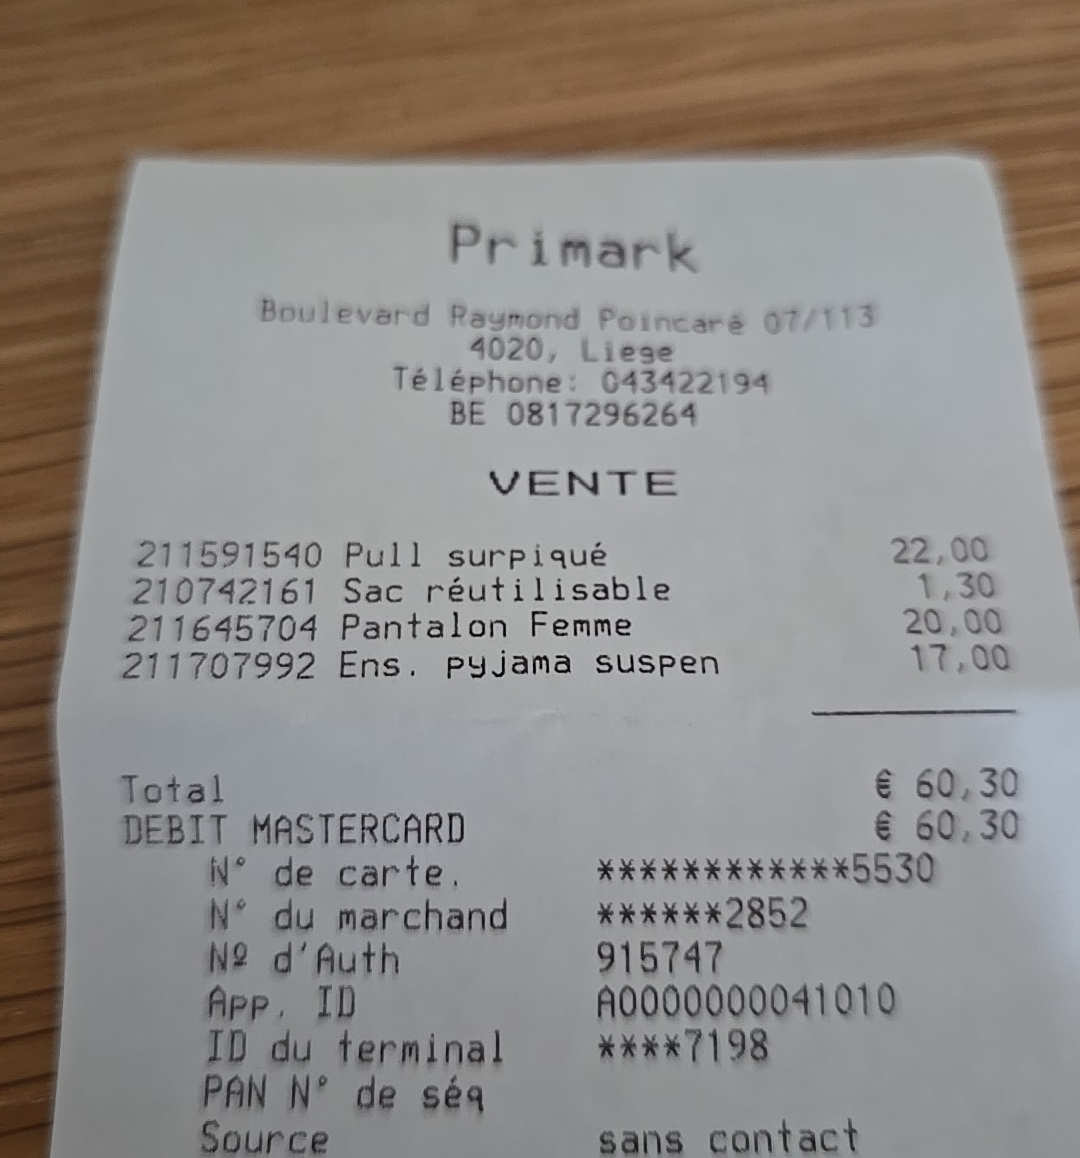 Primark
Boulevard Raymond Poincaré 07/113
4020, Liege
Téléphone: 043422194
BE 0817296264
VENTE
211591540 Pull surpiqué 22,00
210742161 Sac réutilisable 1,30
211645704 Pantalon Femme 20,00
211707992 Ens. pyjama suspen 17,00
Total € 60,30
DEBIT MASTERCARD € 60,30
N° de carte. ************5530
N° du marchand ******2852
Nº d'Auth 915747
App. ID A0000000041010
ID du terminal ****7198
PAN N° de séq
Source sans contact